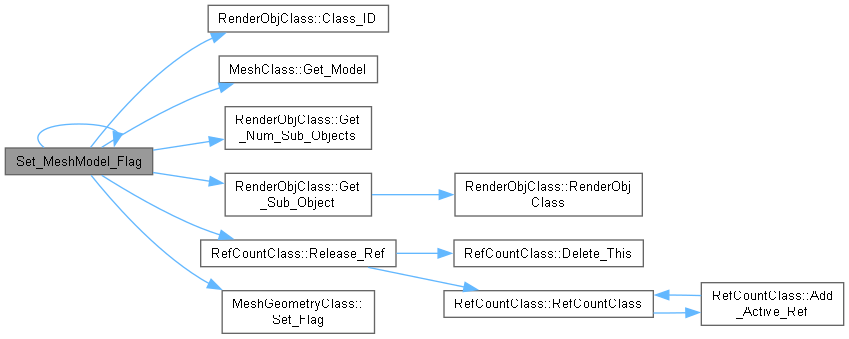 RenderObjClass::Class_ID
MeshClass::Get_Model
RenderObjClass::Get
_Num_Sub_Objects
Set_MeshModel_Flag
RenderObjClass::Get
_Sub_Object
RenderObjClass::RenderObj
Class
RefCountClass::Release_Ref
RefCountClass::Delete_This
MeshGeometryClass::
Set_Flag
RefCountClass::RefCountClass
RefCountClass::Add
_Active_Ref